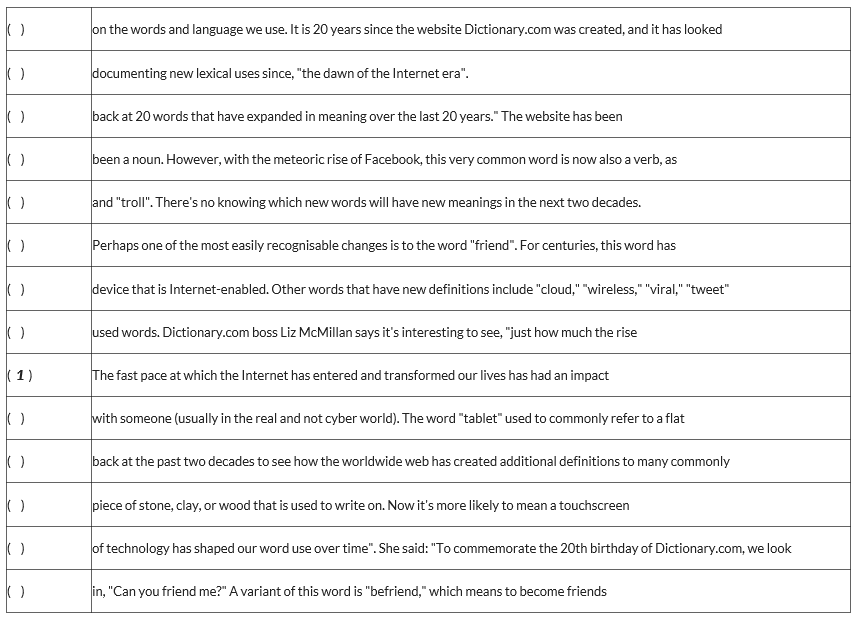 ( ) on the words and language we use. It is 20 years since the website Dictionary.com was created, and it has looked
( ) documenting new lexical uses since, "the dawn of the Internet era".
( ) back at 20 words that have expanded in meaning over the last 20 years." The website has been
( ) been a noun. However, with the meteoric rise of Facebook, this very common word is now also a verb, as
( ) and "troll". There's no knowing which new words will have new meanings in the next two decades.
( ) Perhaps one of the most easily recognisable changes is to the word "friend". For centuries, this word has
( ) device that is Internet-enabled. Other words that have new definitions include "cloud," "wireless," "viral," "tweet"
( ) used words. Dictionary.com boss Liz McMillan says it's interesting to see, "just how much the rise
( 1 ) The fast pace at which the Internet has entered and transformed our lives has had an impact
( ) with someone (usually in the real and not cyber world). The word "tablet" used to commonly refer to a flat
( ) back at the past two decades to see how the worldwide web has created additional definitions to many commonly
( ) piece of stone, clay, or wood that is used to write on. Now it's more likely to mean a touchscreen
( ) of technology has shaped our word use over time". She said: "To commemorate the 20th birthday of Dictionary.com, we look
( ) in, "Can you friend me?" A variant of this word is "befriend," which means to become friends